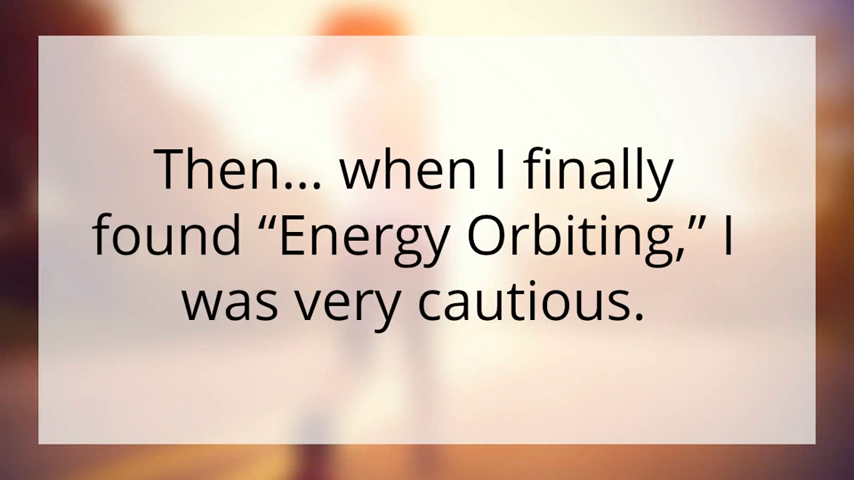 Then... when I finally
found “Energy Orbiting,” I
was very cautious.